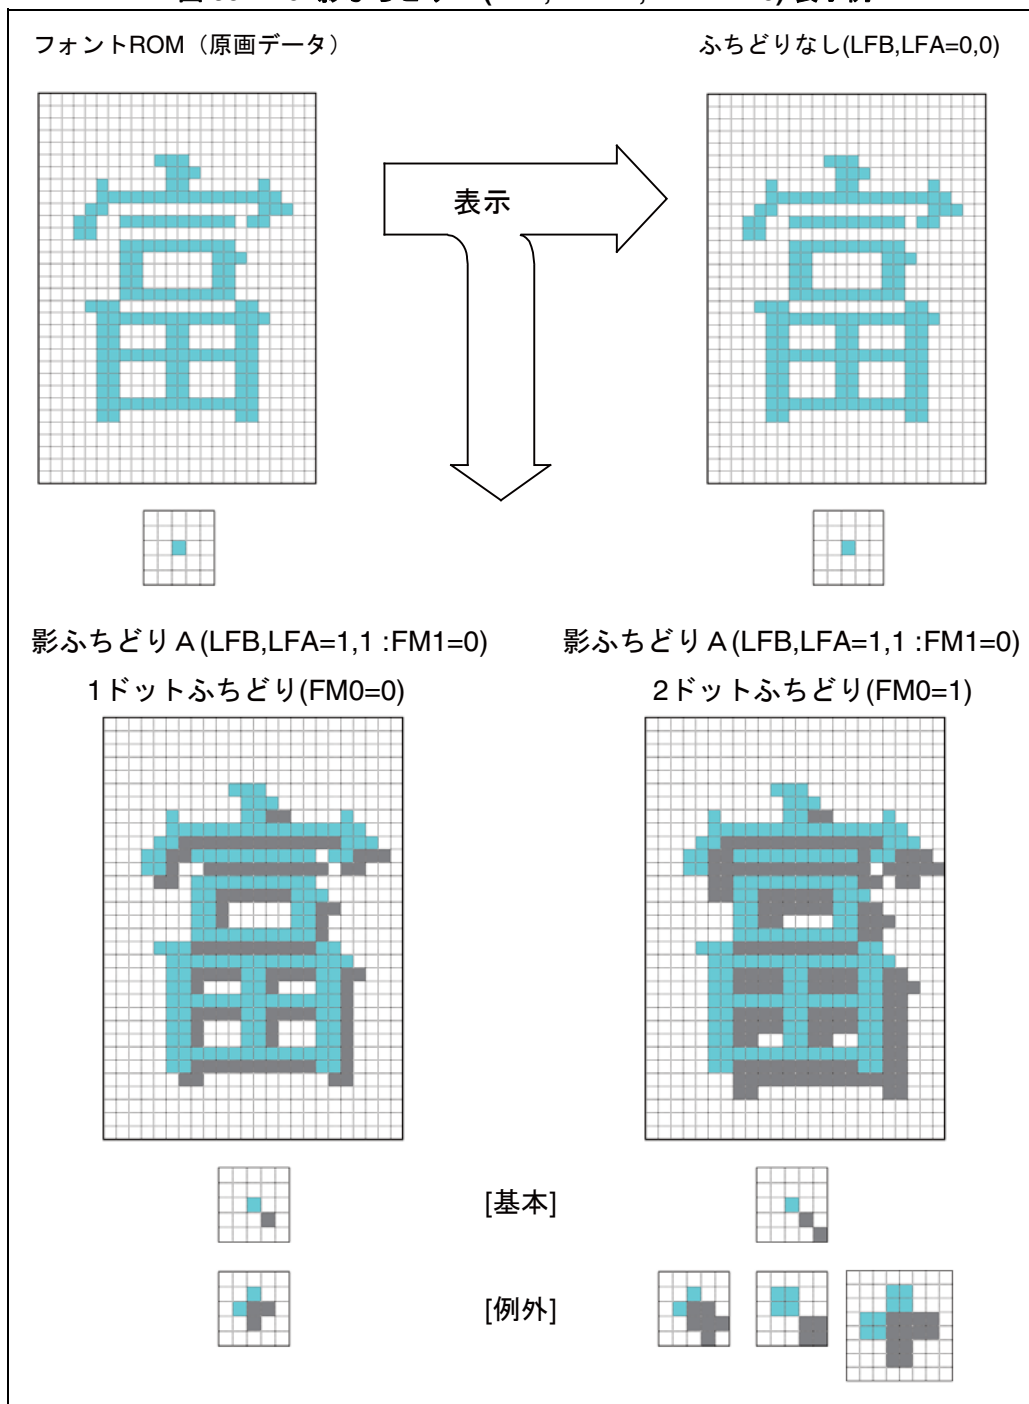 フォントROM（原画データ）
ふちどりなし(LFB,LFA=0,0)
表示
影ふちどりA(LFB,LFA=1,1 :FM1=0)
1ドットふちどり(FM0=0)
影ふちどりA(LFB,LFA=1,1 :FM1=0)
2ドットふちどり(FM0=1)
[基本]
[例外]